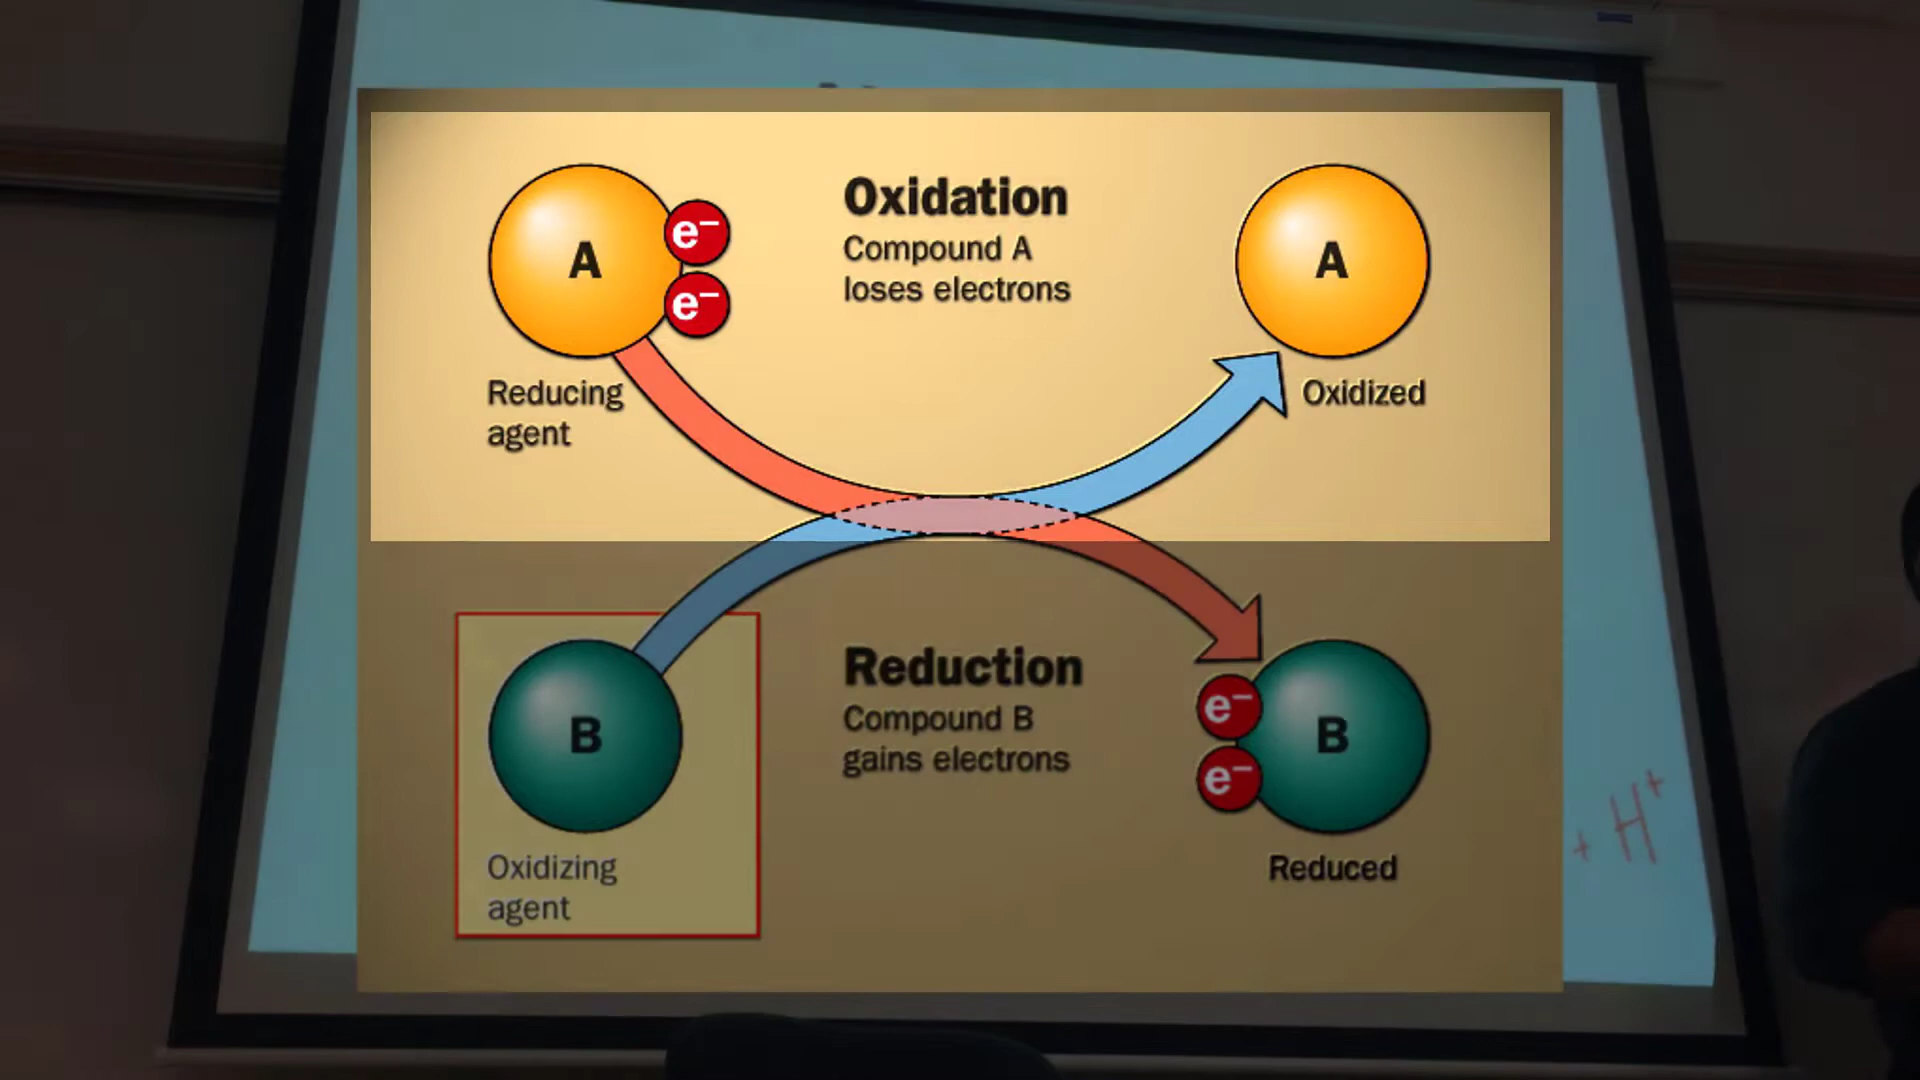 A
e⁻
e⁻
Oxidation
Compound A
loses electrons
A
Reducing
agent
Oxidized
B
Oxidizing
agent
Reduction
Compound B
gains electrons
e⁻
e⁻
B
Reduced
+ H⁺